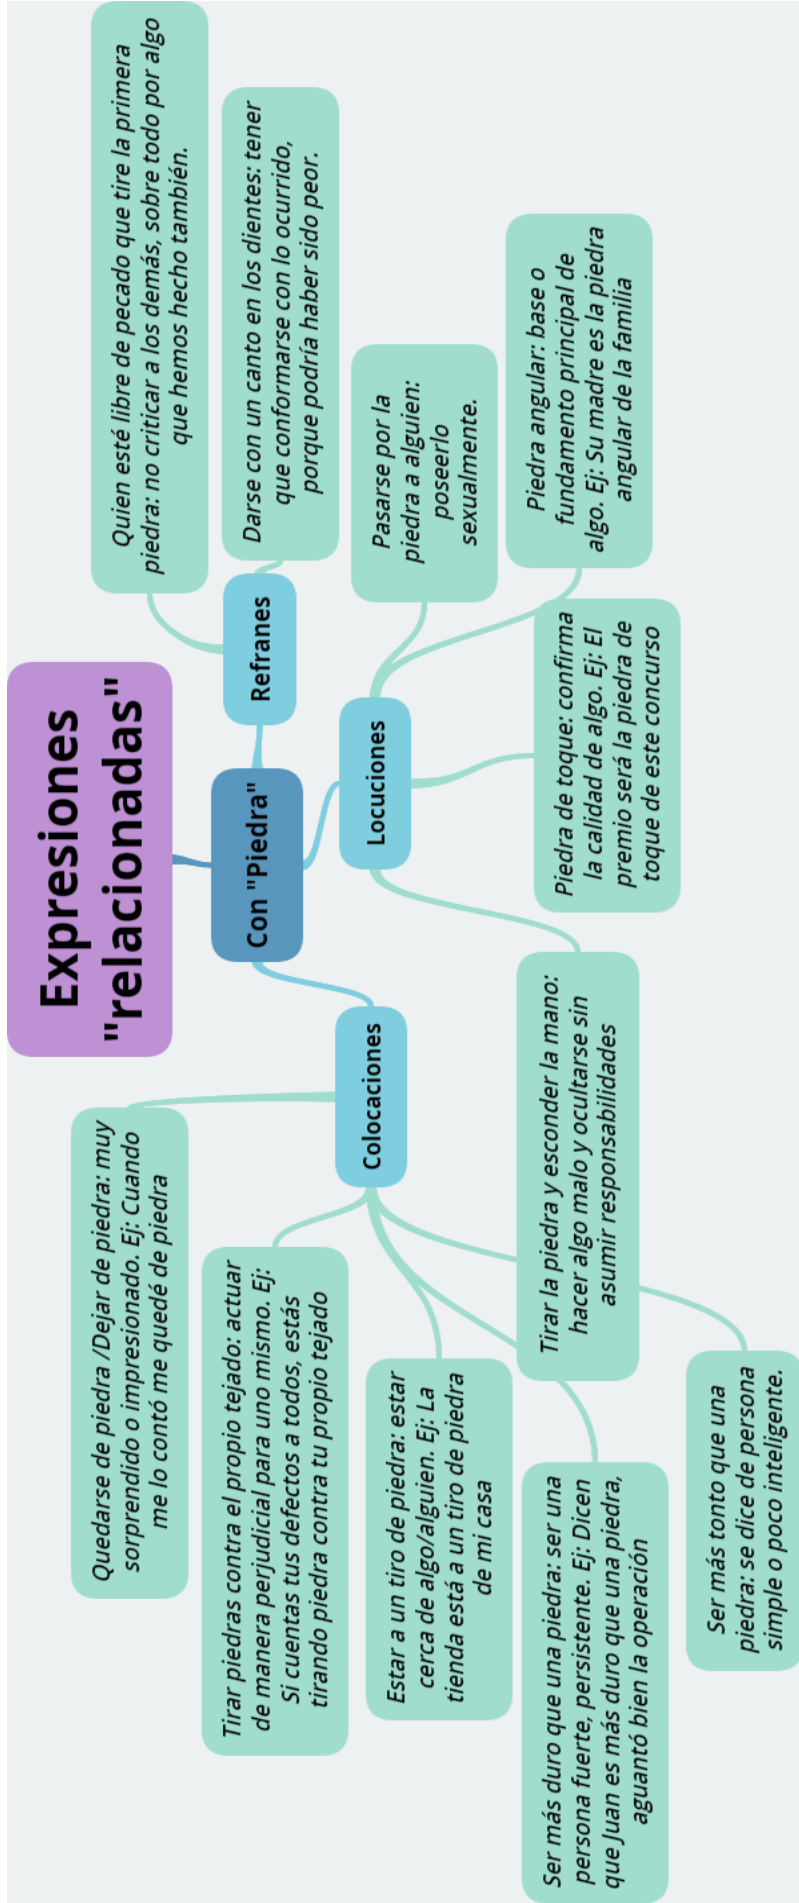 Expresiones
"relacionadas"
Con "Piedra"
Colocaciones
Quedarse de piedra /Dejar de piedra: muy
sorprendido o impresionado. Ej: Cuando
me lo contó me quedé de piedra
Tirar piedras contra el propio tejado: actuar
de manera perjudicial para uno mismo. Ej:
Si cuentas tus defectos a todos, estás
tirando piedra contra tu propio tejado
Estar a un tiro de piedra: estar
cerca de algo/alguien. Ej: La
tienda está a un tiro de piedra
de mi casa
Ser más duro que una piedra: ser una
persona fuerte, persistente. Ej: Dicen
que Juan es más duro que una piedra,
aguantó bien la operación
Ser más tonto que una
piedra: se dice de persona
simple o poco inteligente.
Locuciones
Tirar la piedra y esconder la mano:
hacer algo malo y ocultarse sin
asumir responsabilidades
Piedra de toque: confirma
la calidad de algo. Ej: El
premio será la piedra de
toque de este concurso
Pasarse por la
piedra a alguien:
poseerlo
sexualmente.
Piedra angular: base o
fundamento principal de
algo. Ej: Su madre es la piedra
angular de la familia
Refranes
Quien esté libre de pecado que tire la primera
piedra: no criticar a los demás, sobre todo por algo
que hemos hecho también.
Darse con un canto en los dientes: tener
que conformarse con lo ocurrido,
porque podría haber sido peor.